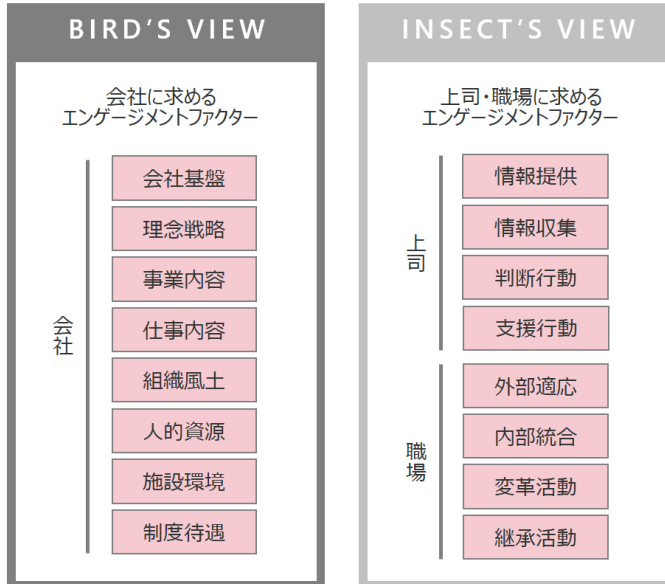 BIRD'S VIEW
会社に求める
エンゲージメントファクター
会社
会社基盤
理念戦略
事業内容
仕事内容
組織風土
人的資源
施設環境
制度待遇
INSECT'S VIEW
上司・職場に求める
エンゲージメントファクター
上司
情報提供
情報収集
判断行動
支援行動
職場
外部適応
内部統合
変革活動
継承活動